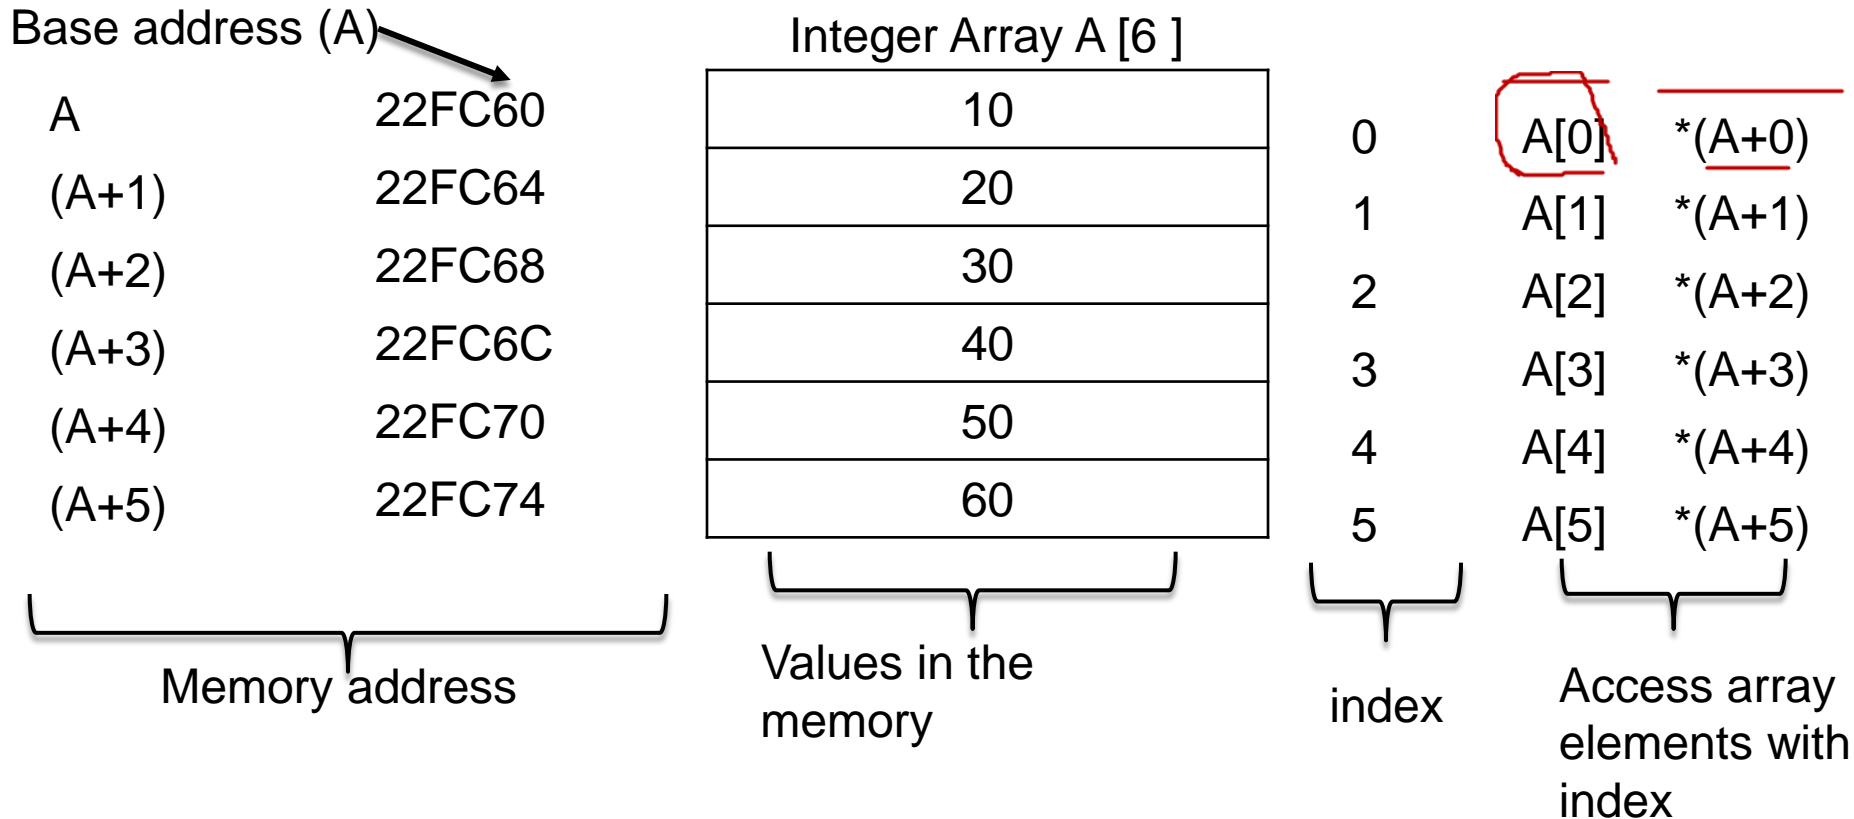 Base address (A)
Integer Array A [6 ]
A 22FC60 10 0 A[0] *(A+0)
(A+1) 22FC64 20 1 A[1] *(A+1)
(A+2) 22FC68 30 2 A[2] *(A+2)
(A+3) 22FC6C 40 3 A[3] *(A+3)
(A+4) 22FC70 50 4 A[4] *(A+4)
(A+5) 22FC74 60 5 A[5] *(A+5)
Memory address
Values in the
memory
index
Access array
elements with
index